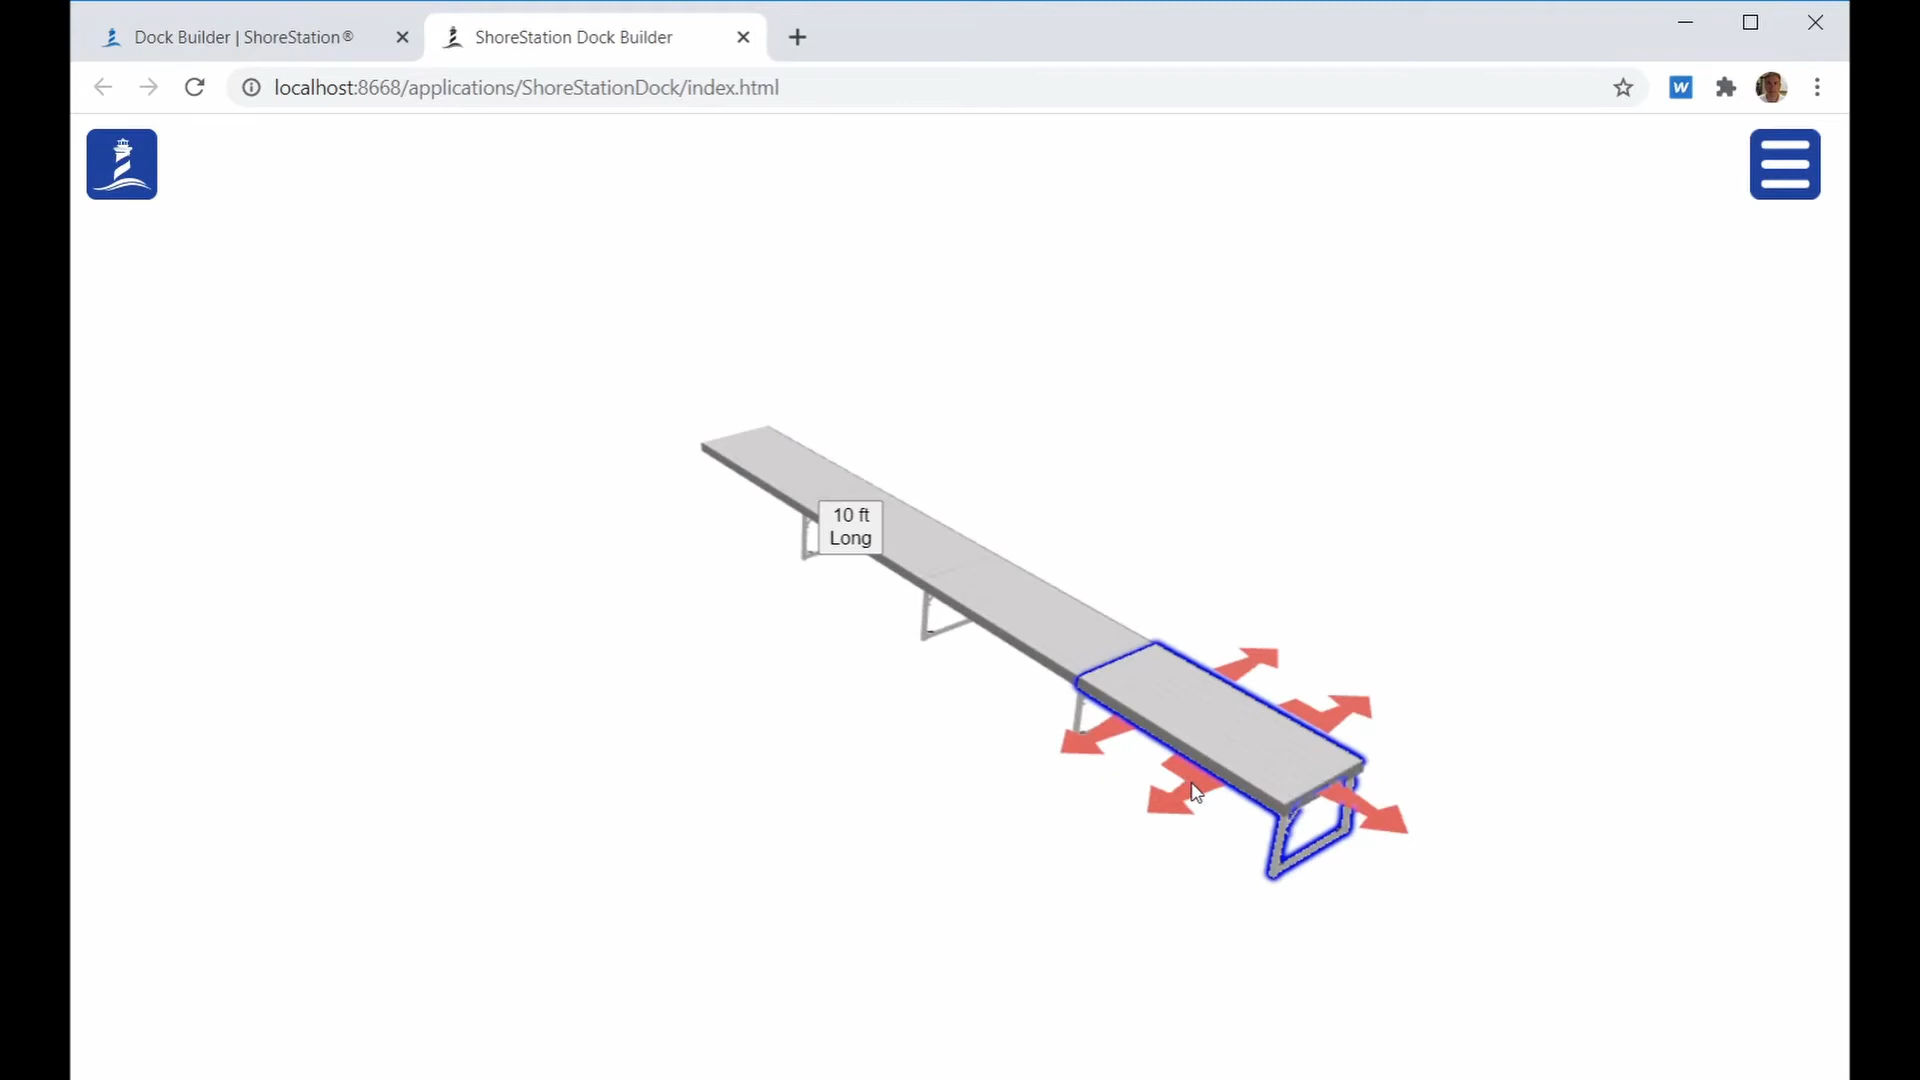 Dock Builder | ShoreStation®
ShoreStation Dock Builder
localhost:8668/applications/ShoreStationDock/index.html
W
10 ft
Long